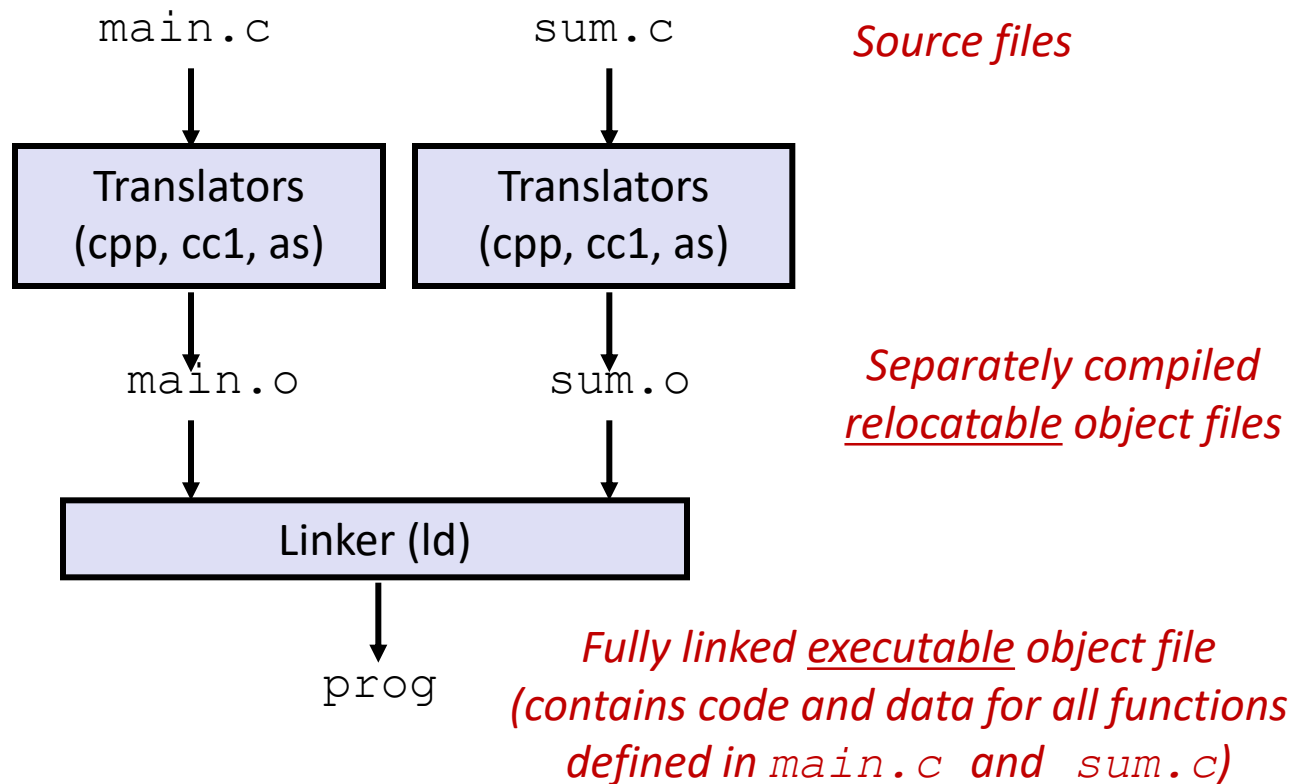 main.c
sum.c
Source files
Translators
(cpp, cc1, as)
Translators
(cpp, cc1, as)
main.o
sum.o
Separately compiled
relocatable object files
Linker (ld)
prog
Fully linked executable object file
(contains code and data for all functions
defined in main.c and sum.c)